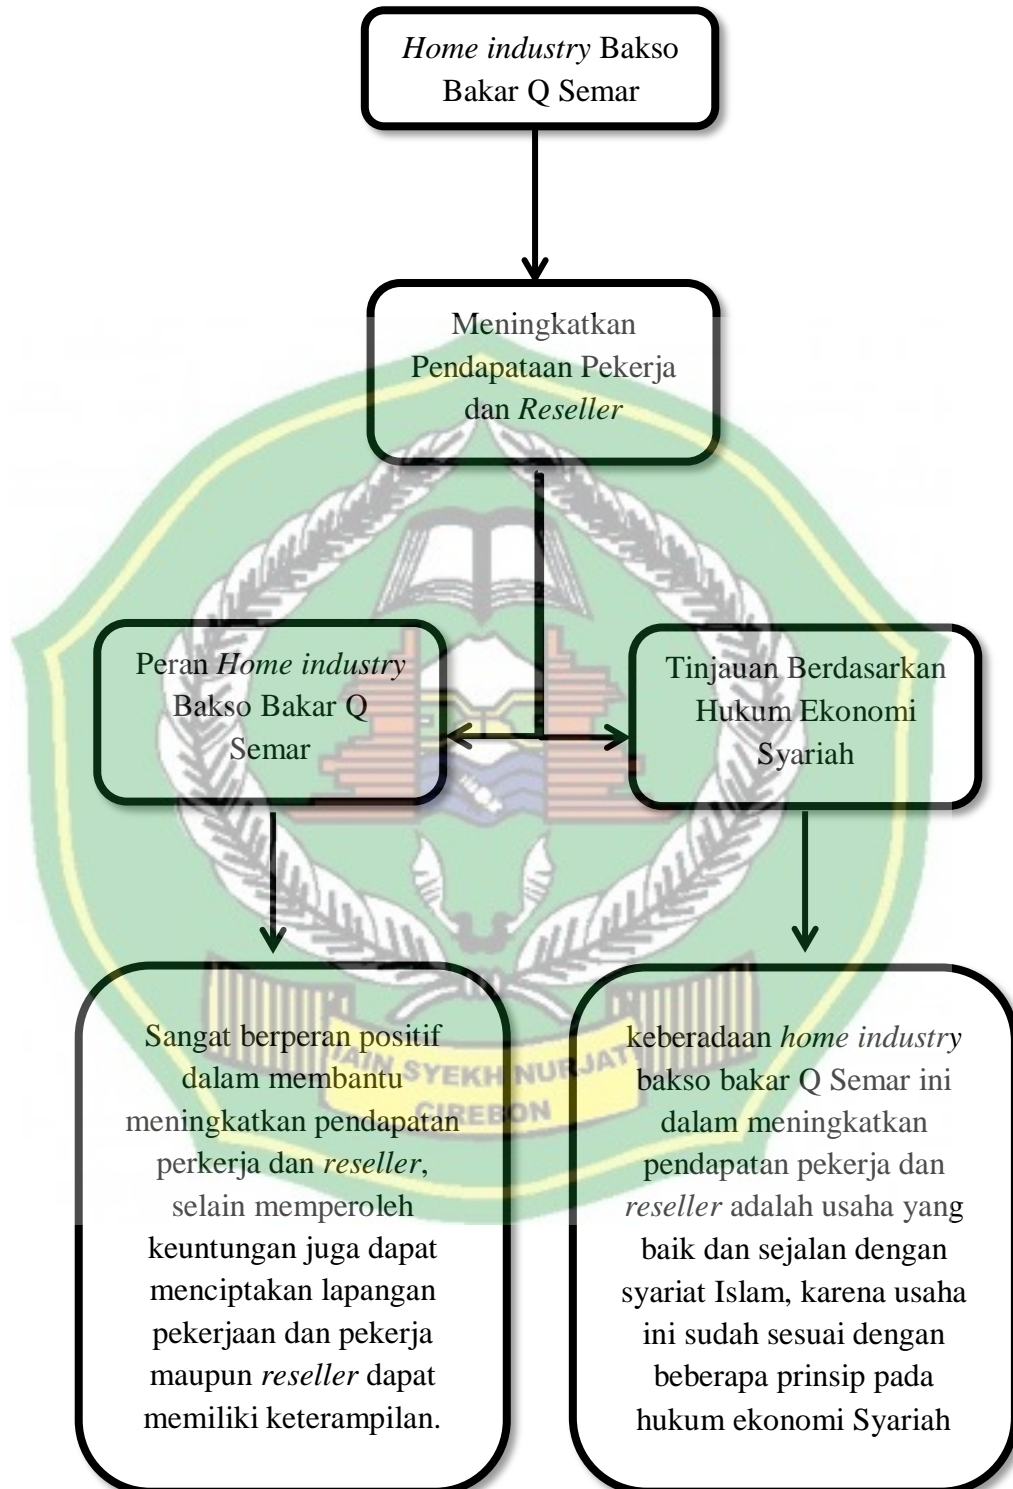 Home industry Bakso
Bakar Q Semar
Meningkatkan
Pendapataan Pekerja
dan Reseller
Peran Home industry
Bakso Bakar Q
Semar
Tinjauan Berdasarkan
Hukum Ekonomi
Syariah
Sangat berperan positif
dalam membantu
meningkatkan pendapatan
perkerja dan reseller,
selain memperoleh
keuntungan juga dapat
menciptakan lapangan
pekerjaan dan pekerja
maupun reseller dapat
memiliki keterampilan.
keberadaan home industry
bakso bakar Q Semar ini
dalam meningkatkan
pendapatan pekerja dan
reseller adalah usaha yang
baik dan sejalan dengan
syariat Islam, karena usaha
ini sudah sesuai dengan
beberapa prinsip pada
hukum ekonomi Syariah
IAIN SYEKH NURJATI
CIREBON